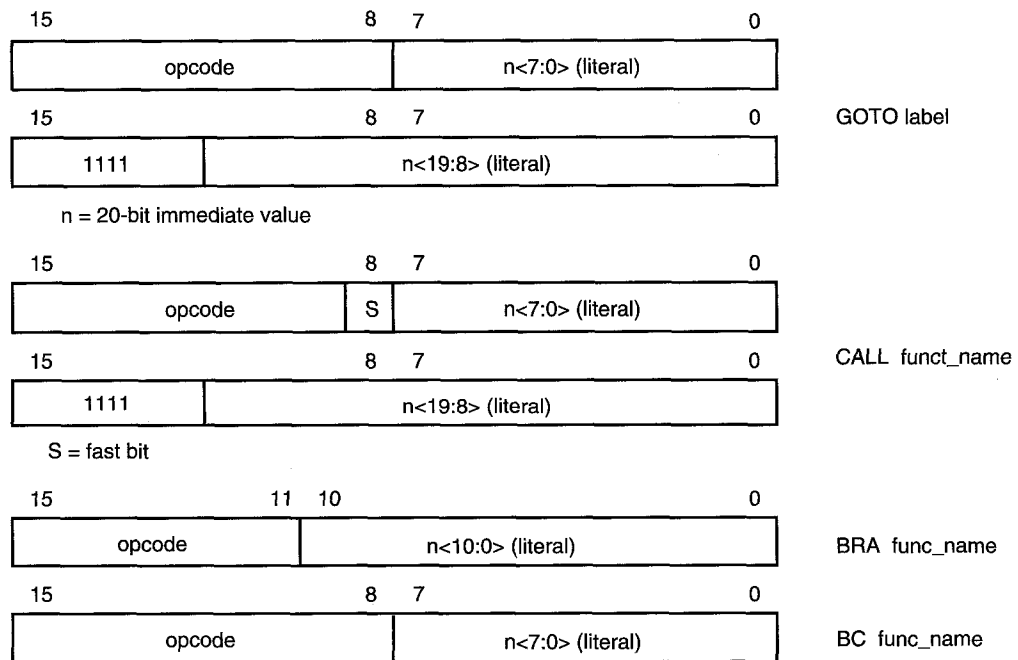 15 8 7 0
opcode n<7:0> (literal)
GOTO label
15 8 7 0
1111 n<19:8> (literal)
n = 20-bit immediate value
15 8 7 0
opcode S n<7:0> (literal)
CALL funct_name
15 8 7 0
1111 n<19:8> (literal)
S = fast bit
15 11 10 0
opcode n<10:0> (literal)
BRA func_name
15 8 7 0
opcode n<7:0> (literal)
BC func_name